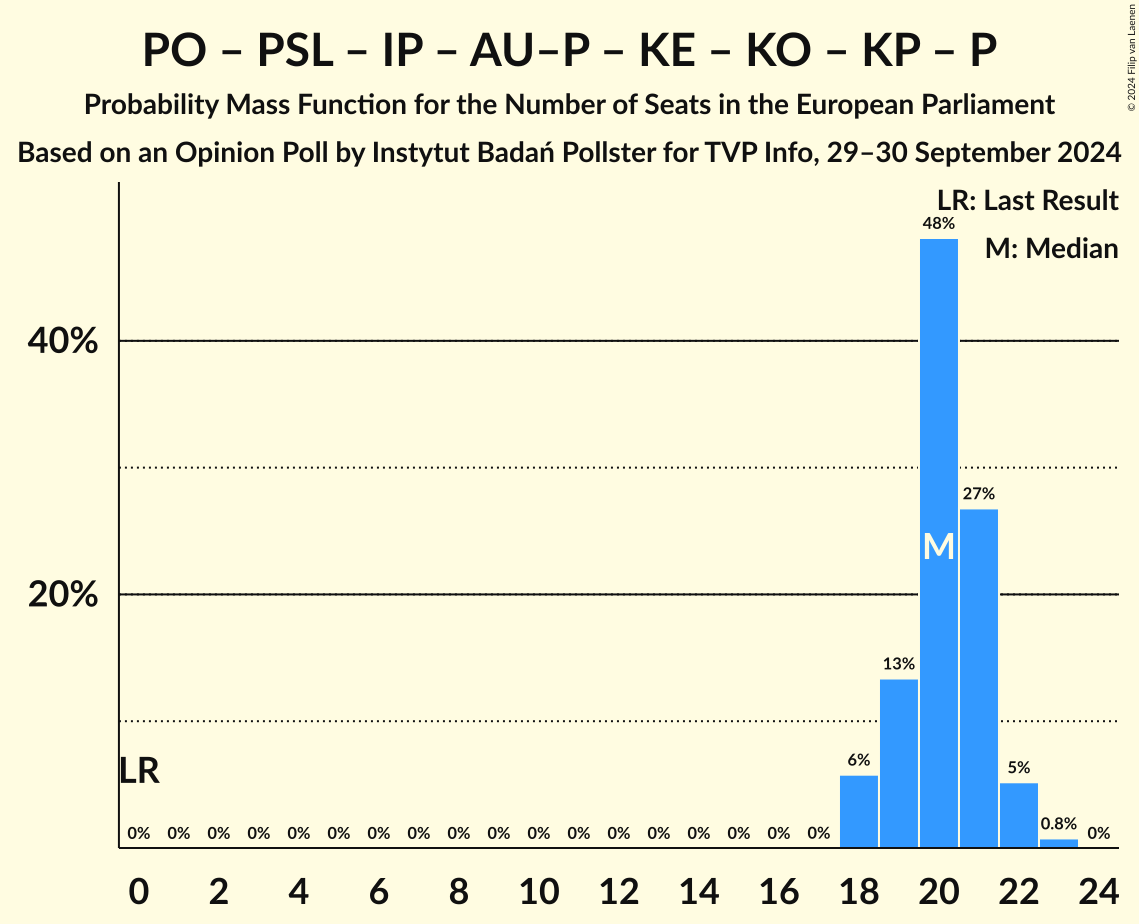 PO – PSL – IP – AU–P – KE – KO – KP – P
Probability Mass Function for the Number of Seats in the European Parliament
Based on an Opinion Poll by Instytut Badań Pollster for TVP Info, 29–30 September 2024
© 2024 Filip van Laenen
LR: Last Result
M: Median
48%
40%
27%
M
20%
13%
LR
6%
5%
0% 0% 0% 0% 0% 0% 0% 0% 0% 0% 0% 0% 0% 0% 0% 0% 0% 0% 0.8% 0%
0 2 4 6 8 10 12 14 16 18 20 22 24